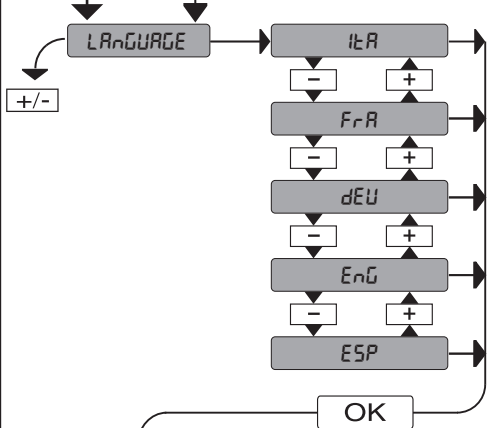 LAnGUAGE
ItA
- +
+/-
FrA
- +
dEU
- +
EnG
- +
ESP
OK